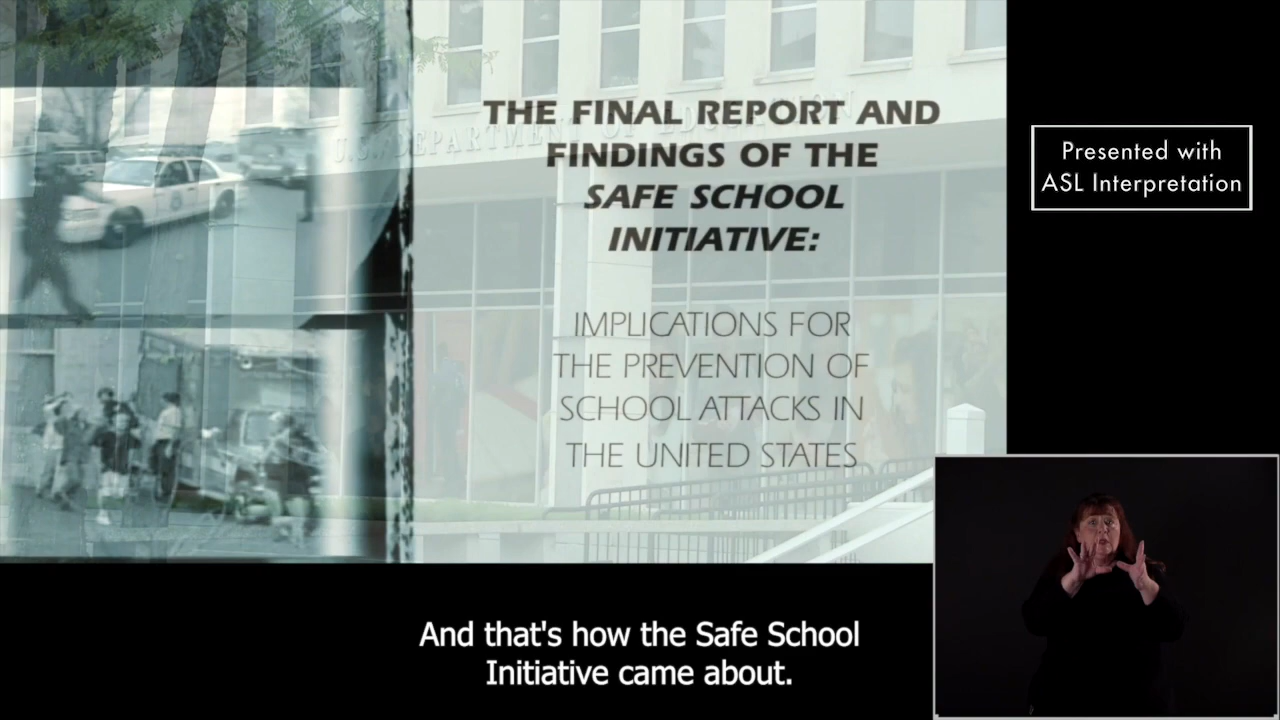 THE FINAL REPORT AND
FINDINGS OF THE
SAFE SCHOOL
INITIATIVE:
IMPLICATIONS FOR
THE PREVENTION OF
SCHOOL ATTACKS IN
THE UNITED STATES
U.S. DEPARTMENT OF EDUCATION
Presented with
ASL Interpretation
And that's how the Safe School
Initiative came about.